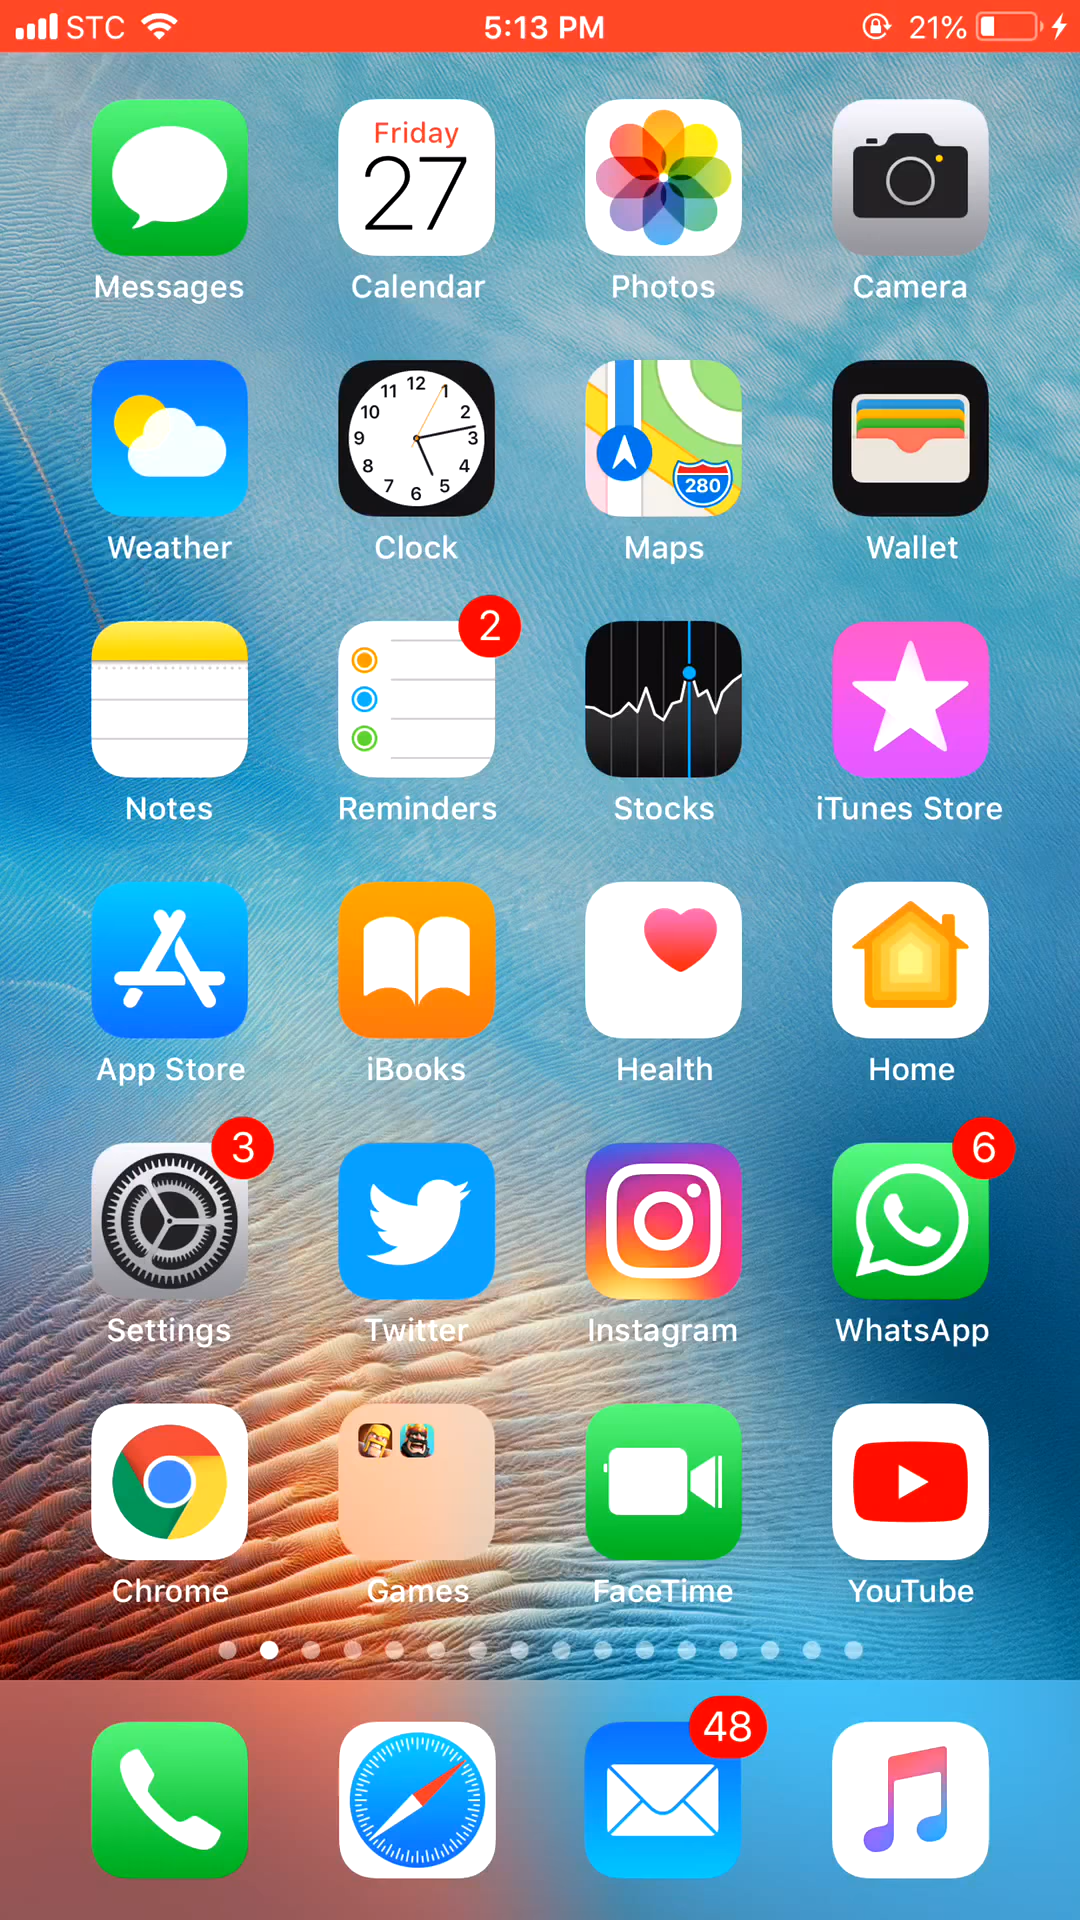 STC 5:13 PM 21%
Friday
27
Messages Calendar Photos Camera
12
11 1
10 2
9 3
8 4
7 5
6
280
Weather Clock Maps Wallet
2
Notes Reminders Stocks iTunes Store
App Store iBooks Health Home
3 6
Settings Twitter Instagram WhatsApp
Chrome Games FaceTime YouTube
48